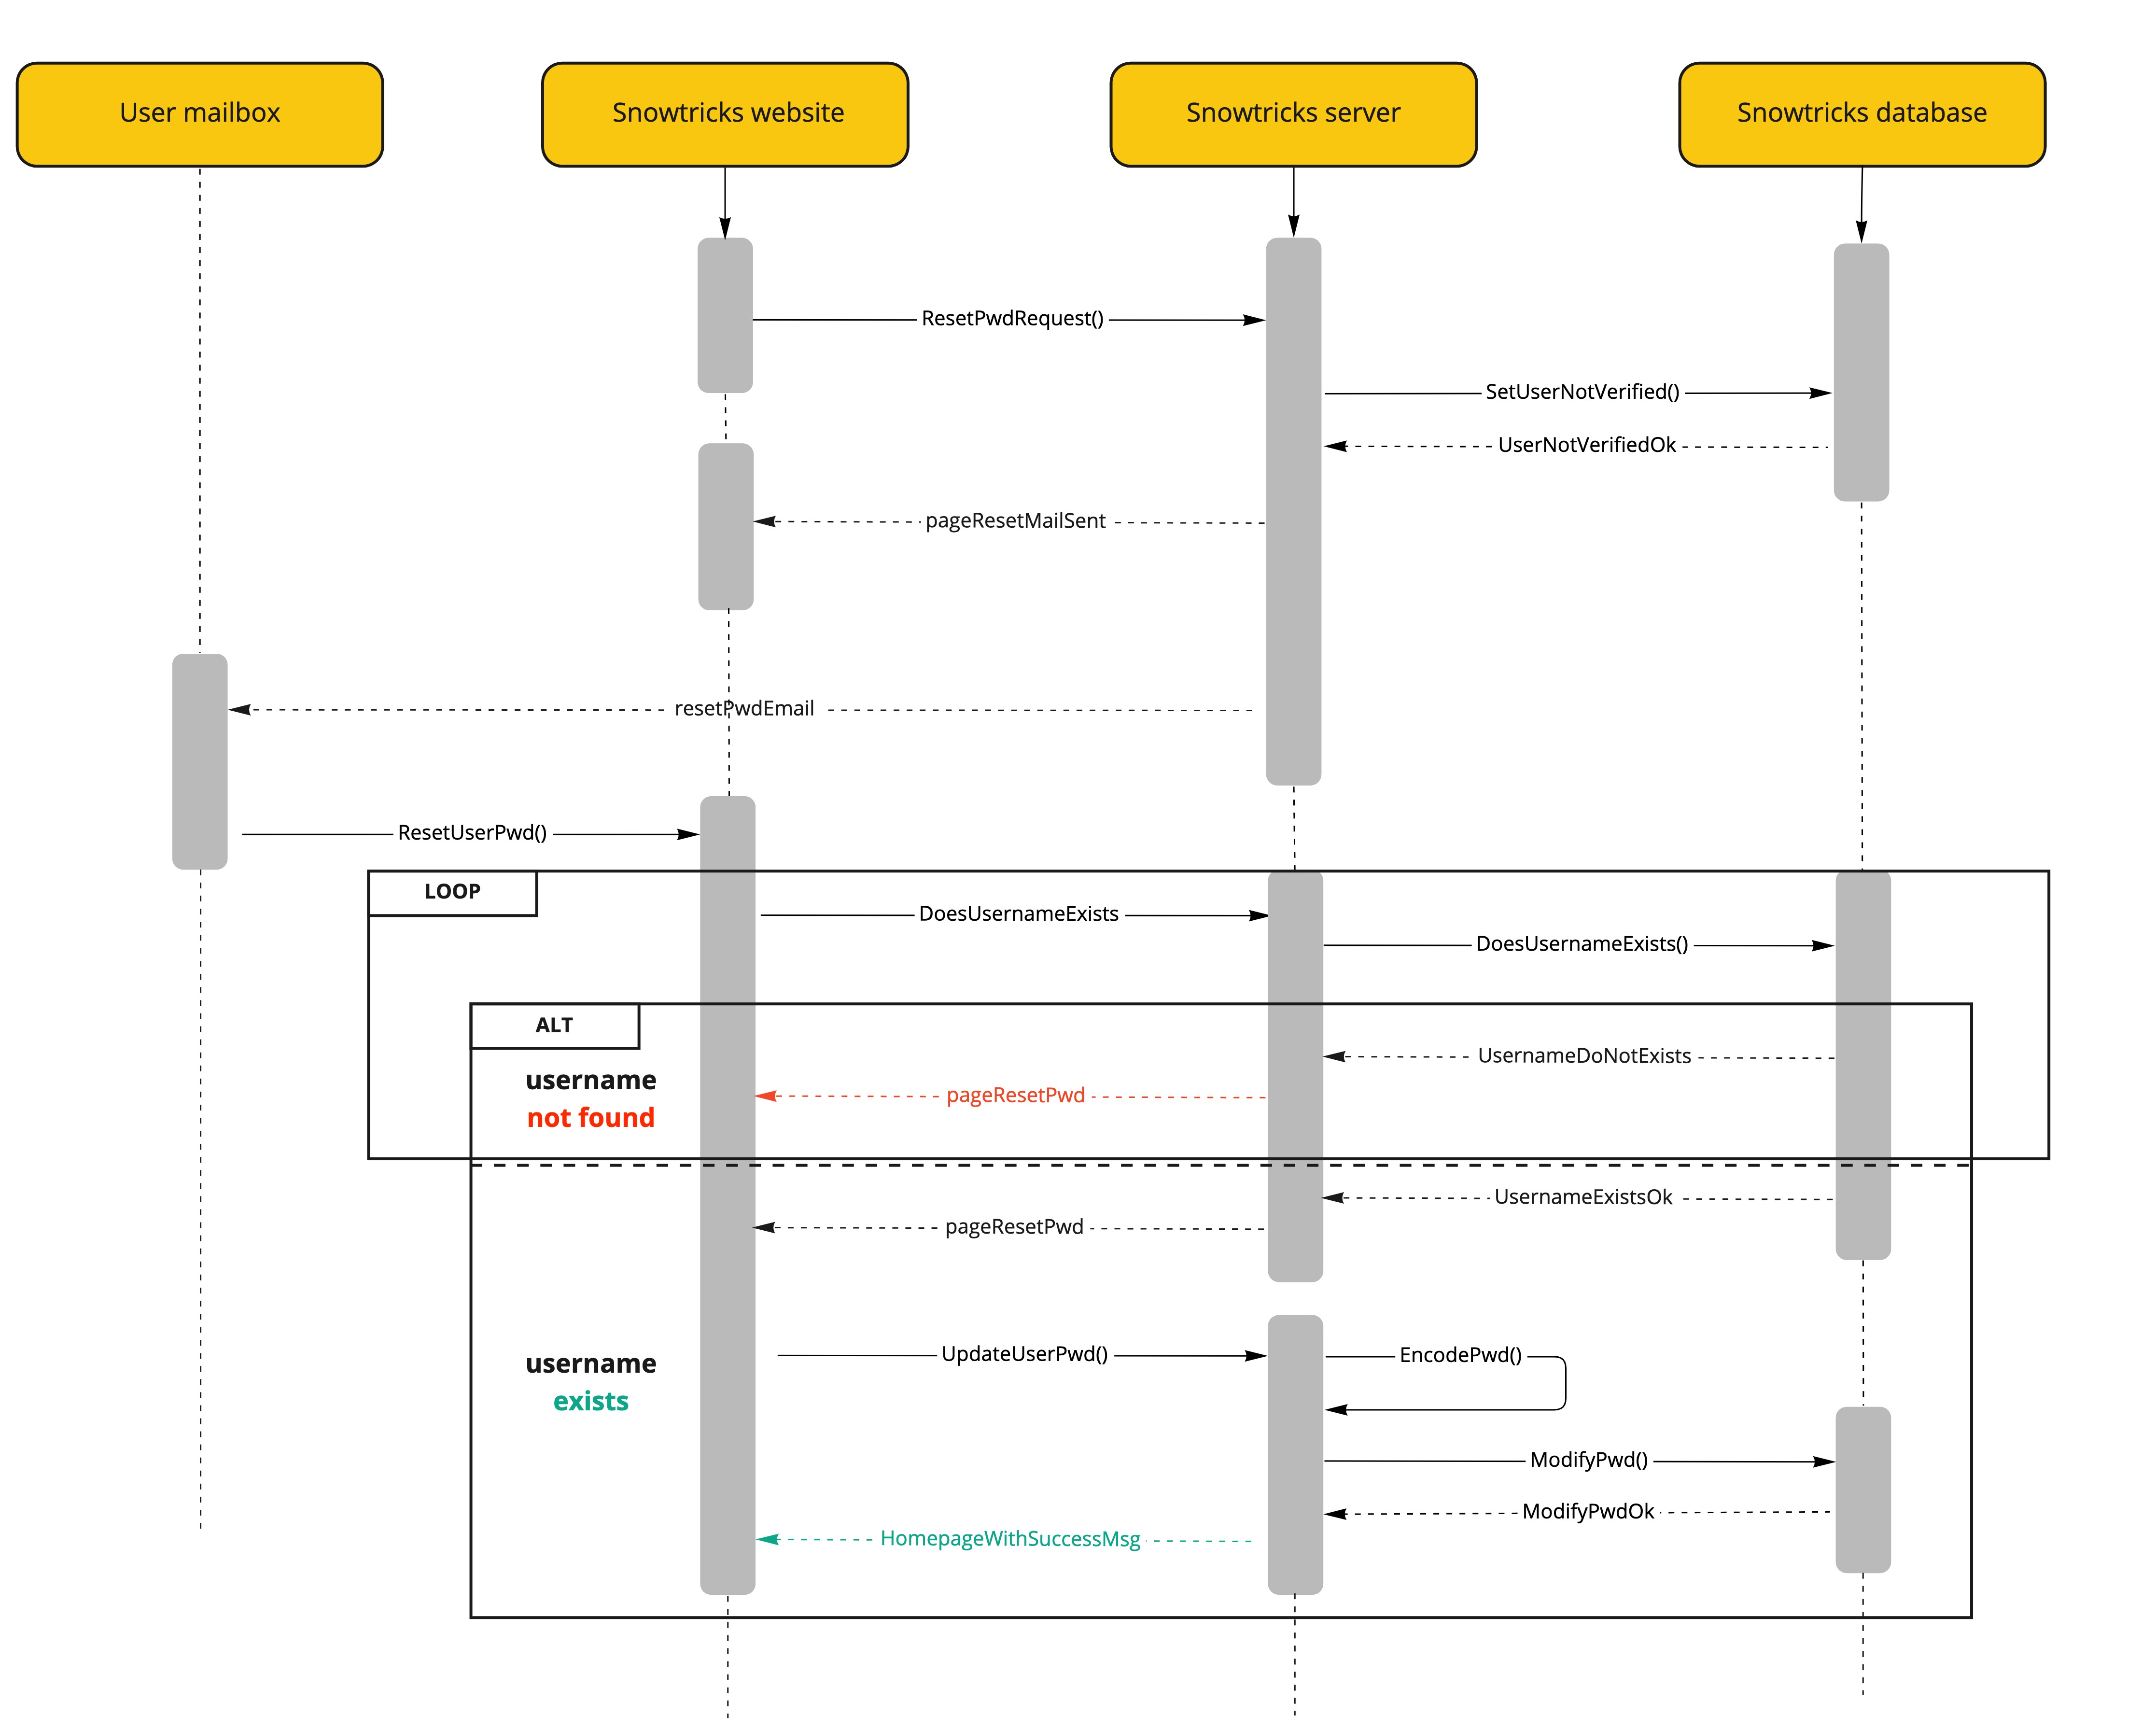 User mailbox
Snowtricks website
Snowtricks server
Snowtricks database
ResetPwdRequest()
SetUserNotVerified()
UserNotVerifiedOk
pageResetMailSent
resetPwdEmail
ResetUserPwd()
LOOP
DoesUsernameExists
DoesUsernameExists()
ALT
UsernameDoNotExists
username
not found
pageResetPwd
UsernameExistsOk
pageResetPwd
UpdateUserPwd()
EncodePwd()
username
exists
ModifyPwd()
ModifyPwdOk
HomepageWithSuccessMsg